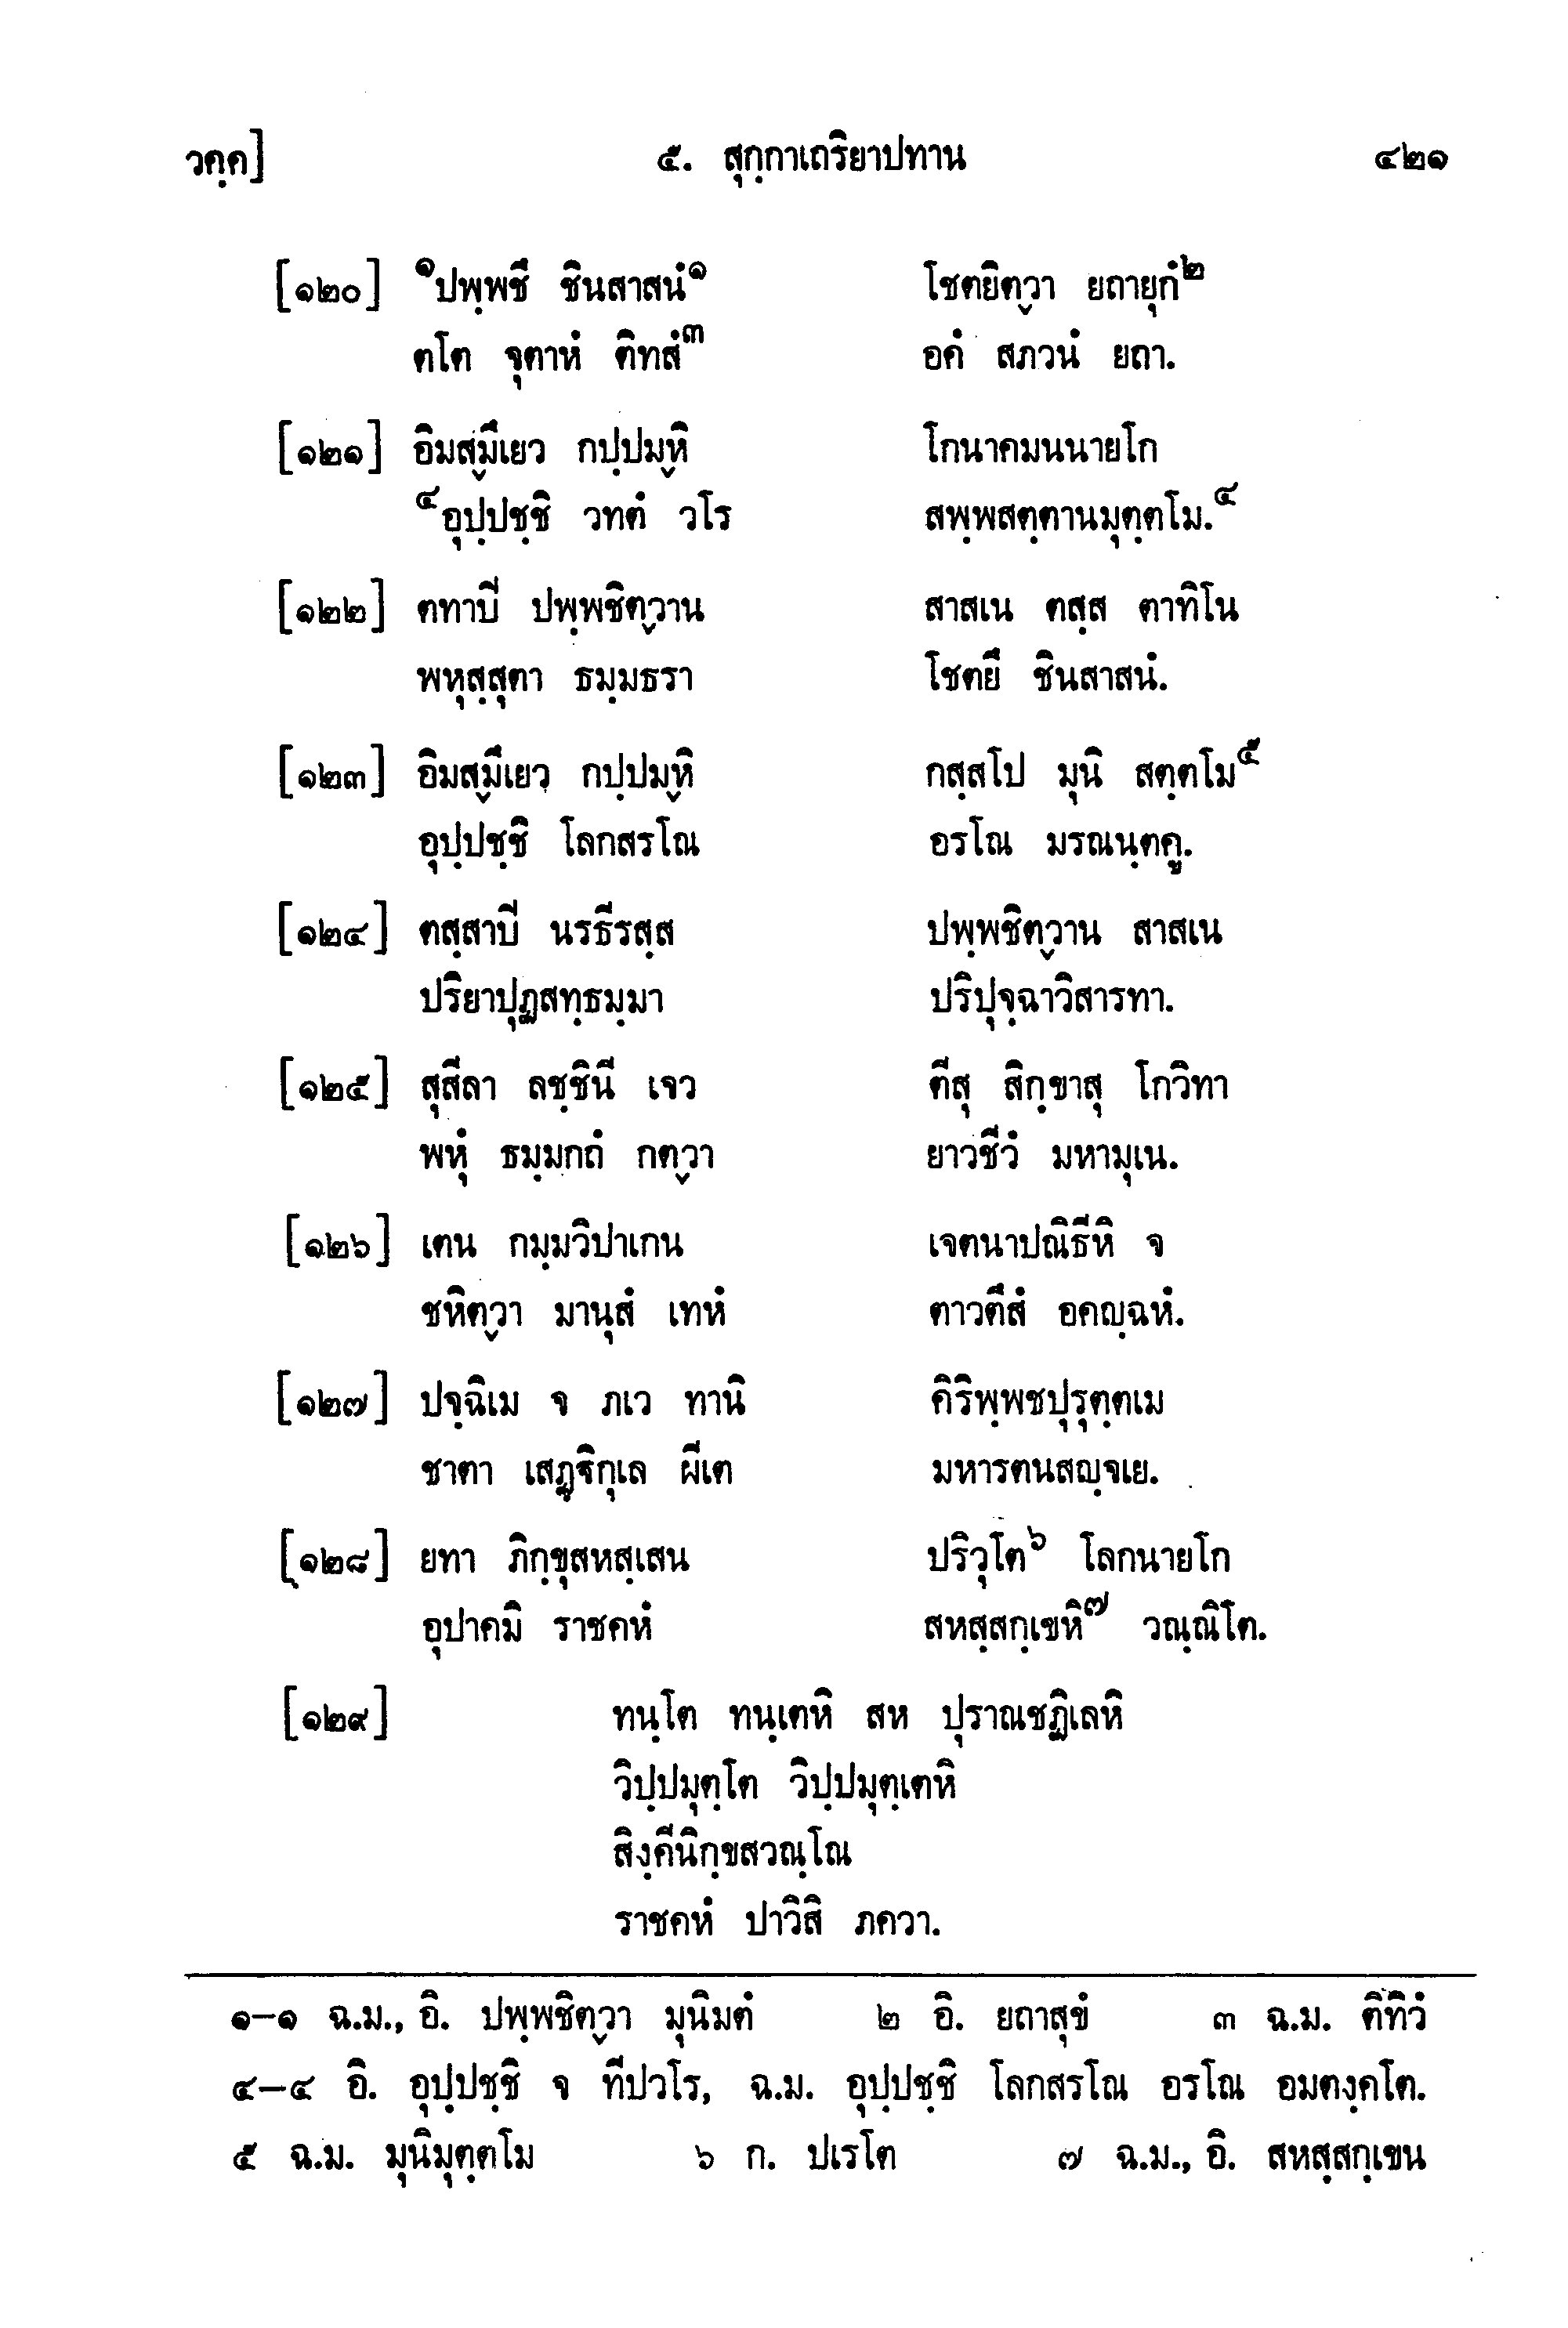 วคฺค] ๕. สุกฺกาเถริยาปทาน ๔๒๑
[๑๒๐] ๑ปพฺพชึ ชินสาสนํ๑ โชตยิตฺวา ยถายุกํ๒
ตโต จุตาหํ ติทสํ๓ อคํ สภวนํ ยถา.
[๑๒๑] อิมสฺมึเยว กปฺปมฺหิ โกนาคมนนายโก
๔อุปฺปชฺชิ วทตํ วโร สพฺพสตฺตานมุตฺตโม.๔
[๑๒๒] ตทาปี ปพฺพชิตฺวาน สาสเน ตสฺส ตาทิโน
พหุสฺสุตา ธมฺมธรา โชตยึ ชินสาสนํ.
[๑๒๓] อิมสฺมึเยว กปฺปมฺหิ กสฺสโป มุนิ สตฺตโม๕
อุปฺปชฺชิ โลกสรโณ อรโณ มรณนฺตคู.
[๑๒๔] ตสฺสาปี นรธีรสฺส ปพฺพชิตฺวาน สาสเน
ปริยาปุฏสทฺธมฺมา ปริปุจฺฉาวิสารทา.
[๑๒๕] สุสีลา ลชฺชินี เจว ตีสุ สิกฺขาสุ โกวิทา
พหุํ ธมฺมกถํ กตฺวา ยาวชีวํ มหามุเน.
[๑๒๖] เตน กมฺมวิปาเกน เจตนาปณิธีหิ จ
ชหิตฺวา มานุสํ เทหํ ตาวตึสํ อคญฺฉหํ.
[๑๒๗] ปจฺฉิเม จ ภเว ทานิ คิริพฺพชปุรุตฺตเม
ชาตา เสฏฺฐิกุเล ผีเต มหารตนสญฺจเย.
[๑๒๘] ยทา ภิกฺขุสหสฺเสน ปริวุโต๖ โลกนายโก
อุปาคมิ ราชคหํ สหสฺสกฺเขหิ๗ วณฺณิโต.
[๑๒๙] ทนฺโต ทนฺเตหิ สห ปุราณชฏิเลหิ
วิปฺปมุตฺโต วิปฺปมุตฺเตหิ
สิงฺคีนิกฺขสวณฺโณ
ราชคหํ ปาวิสิ ภควา.
๑–๑ ฉ.ม., อิ. ปพฺพชิตฺวา มุนิมตํ ๒ อิ. ยถาสุขํ ๓ ฉ.ม. ติทิวํ
๔–๔ อิ. อุปฺปชฺชิ จ ทีปวโร, ฉ.ม. อุปฺปชฺชิ โลกสรโณ อรโณ อมตงฺคโต.
๕ ฉ.ม. มุนิมุตฺตโม ๖ ก. ปเรโต ๗ ฉ.ม., อิ. สหสฺสกฺเขน